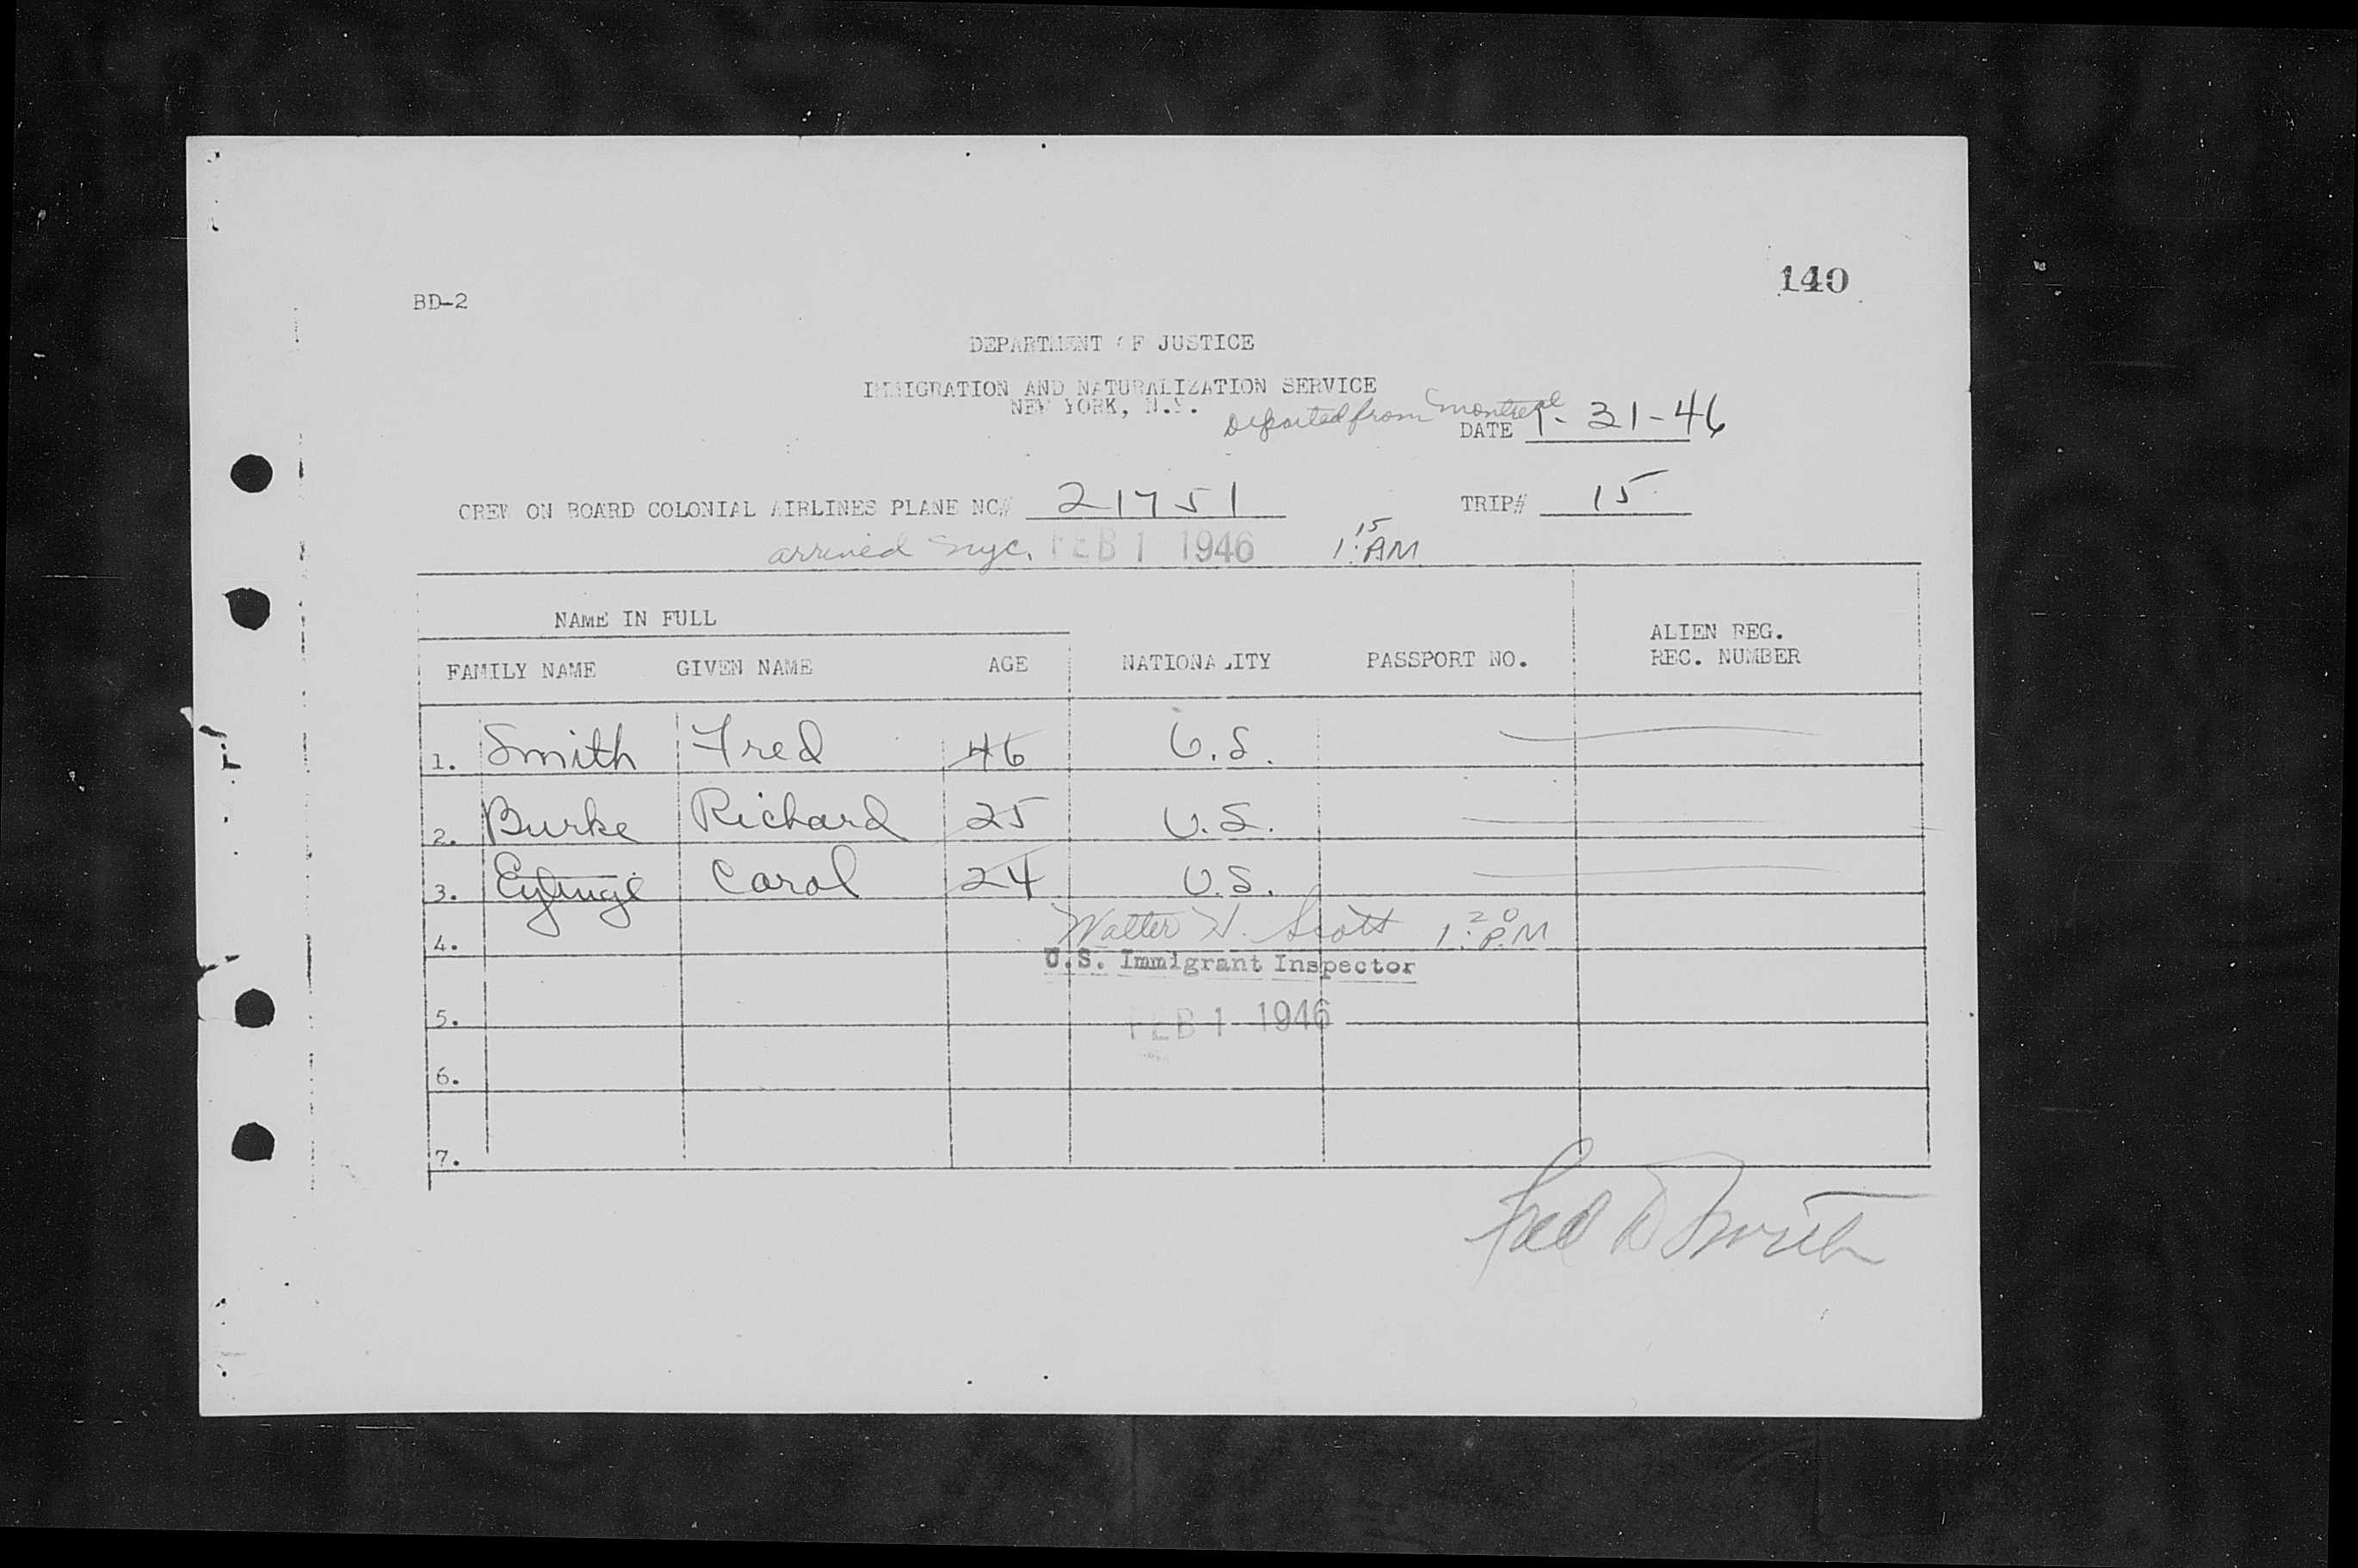 140
BD-2
DEPARTMENT OF JUSTICE
IMMIGRATION AND NATURALIZATION SERVICE
NEW YORK, N.Y.
Departed from Montreal
DATE 1-31-46
CREW ON BOARD COLONIAL AIRLINES PLANE NC# 21751 TRIP# 15
arrived nyc. FEB 1 1946 1:15 AM
NAME IN FULL
ALIEN REG.
FAMILY NAME GIVEN NAME AGE NATIONALITY PASSPORT NO. REC. NUMBER
1. Smith Fred 46 U.S.
2. Burke Richard 25 U.S.
3. Carol 24 U.S.
4. Walter H. Scott 1:20 P.M
U.S. Immigrant Inspector
5. FEB 1 1946
6.
7.
Fred D Smith